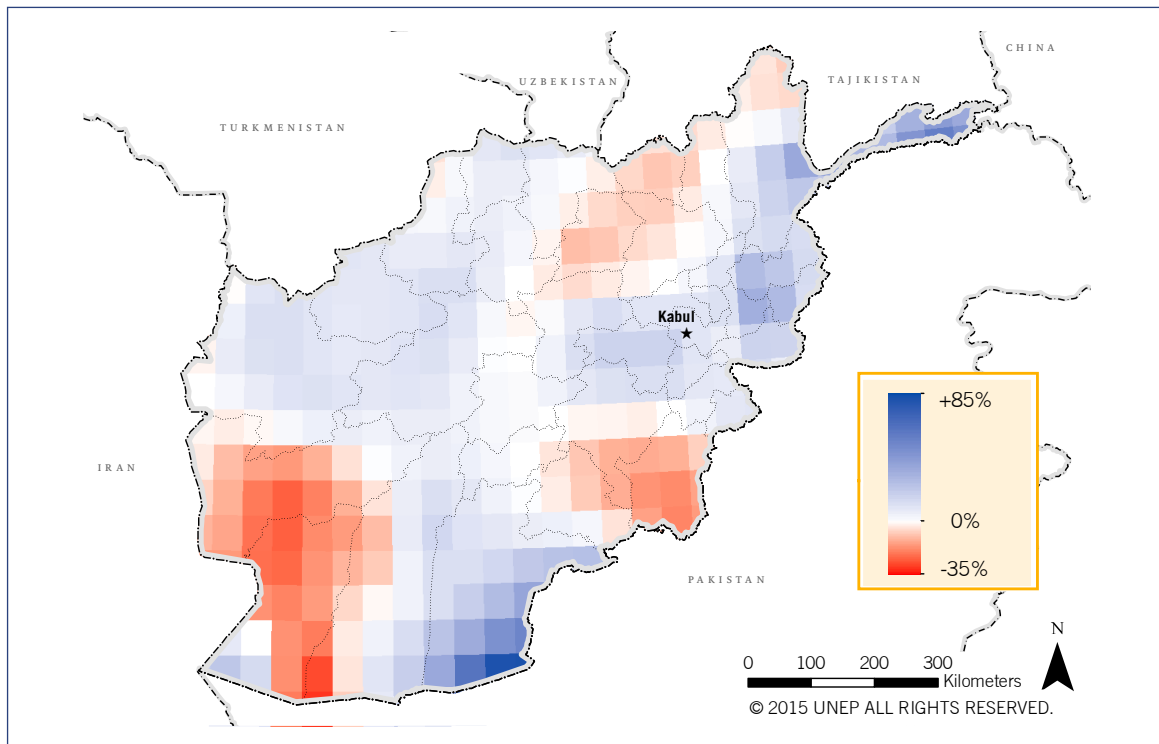 CHINA
UZBEKISTAN
TAJIKISTAN
TURKMENISTAN
Kabul
+85%
0%
-35%
IRAN
PAKISTAN
N
0 100 200 300
Kilometers
© 2015 UNEP ALL RIGHTS RESERVED.